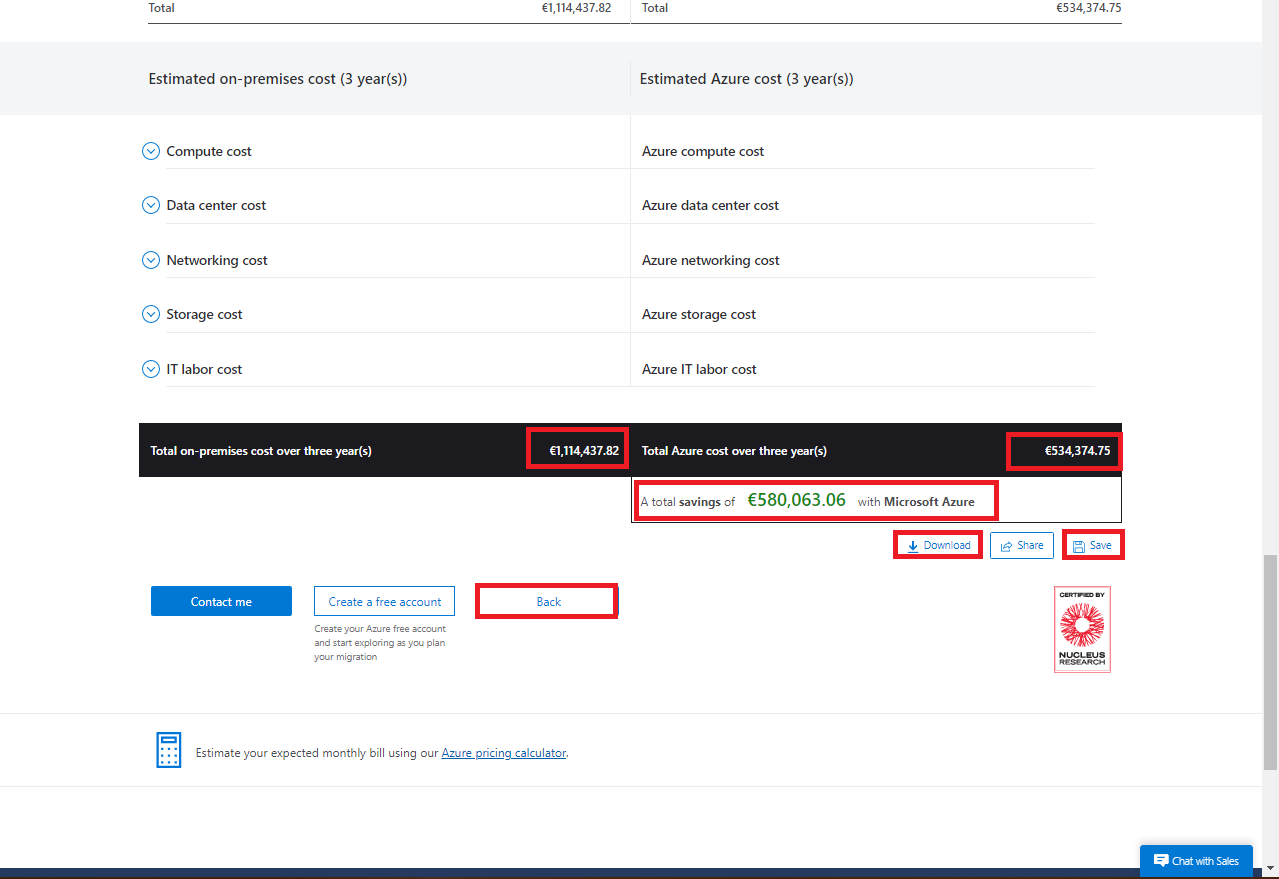 Total €1,114,437.82 Total €534,374.75
Estimated on-premises cost (3 year(s)) Estimated Azure cost (3 year(s))
Compute cost Azure compute cost
Data center cost Azure data center cost
Networking cost Azure networking cost
Storage cost Azure storage cost
IT labor cost Azure IT labor cost
Total on-premises cost over three year(s) €1,114,437.82 Total Azure cost over three year(s) €534,374.75
A total savings of €580,063.06 with Microsoft Azure
Download Share Save
Contact me Create a free account Back
Create your Azure free account
and start exploring as you plan
your migration
CERTIFIED BY
NUCLEUS
RESEARCH
Estimate your expected monthly bill using our Azure pricing calculator.
Chat with Sales